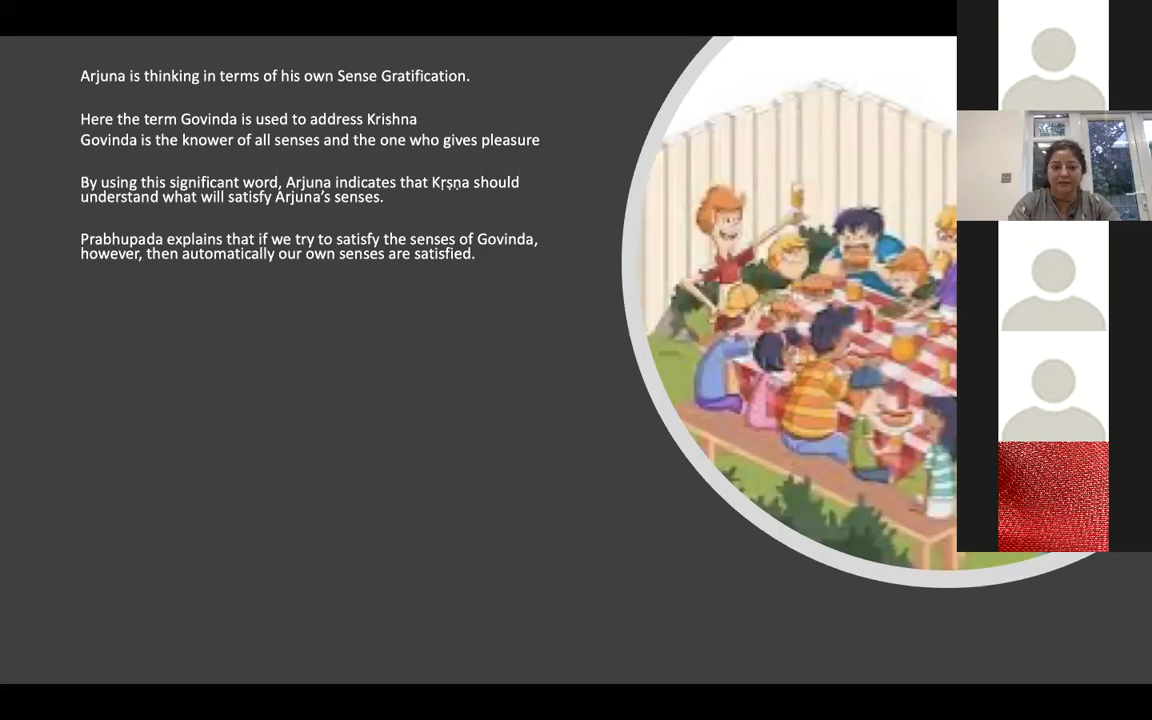 Arjuna is thinking in terms of his own Sense Gratification.
Here the term Govinda is used to address Krishna
Govinda is the knower of all senses and the one who gives pleasure
By using this significant word, Arjuna indicates that Kṛṣṇa should
understand what will satisfy Arjuna’s senses.
Prabhupada explains that if we try to satisfy the senses of Govinda,
however, then automatically our own senses are satisfied.